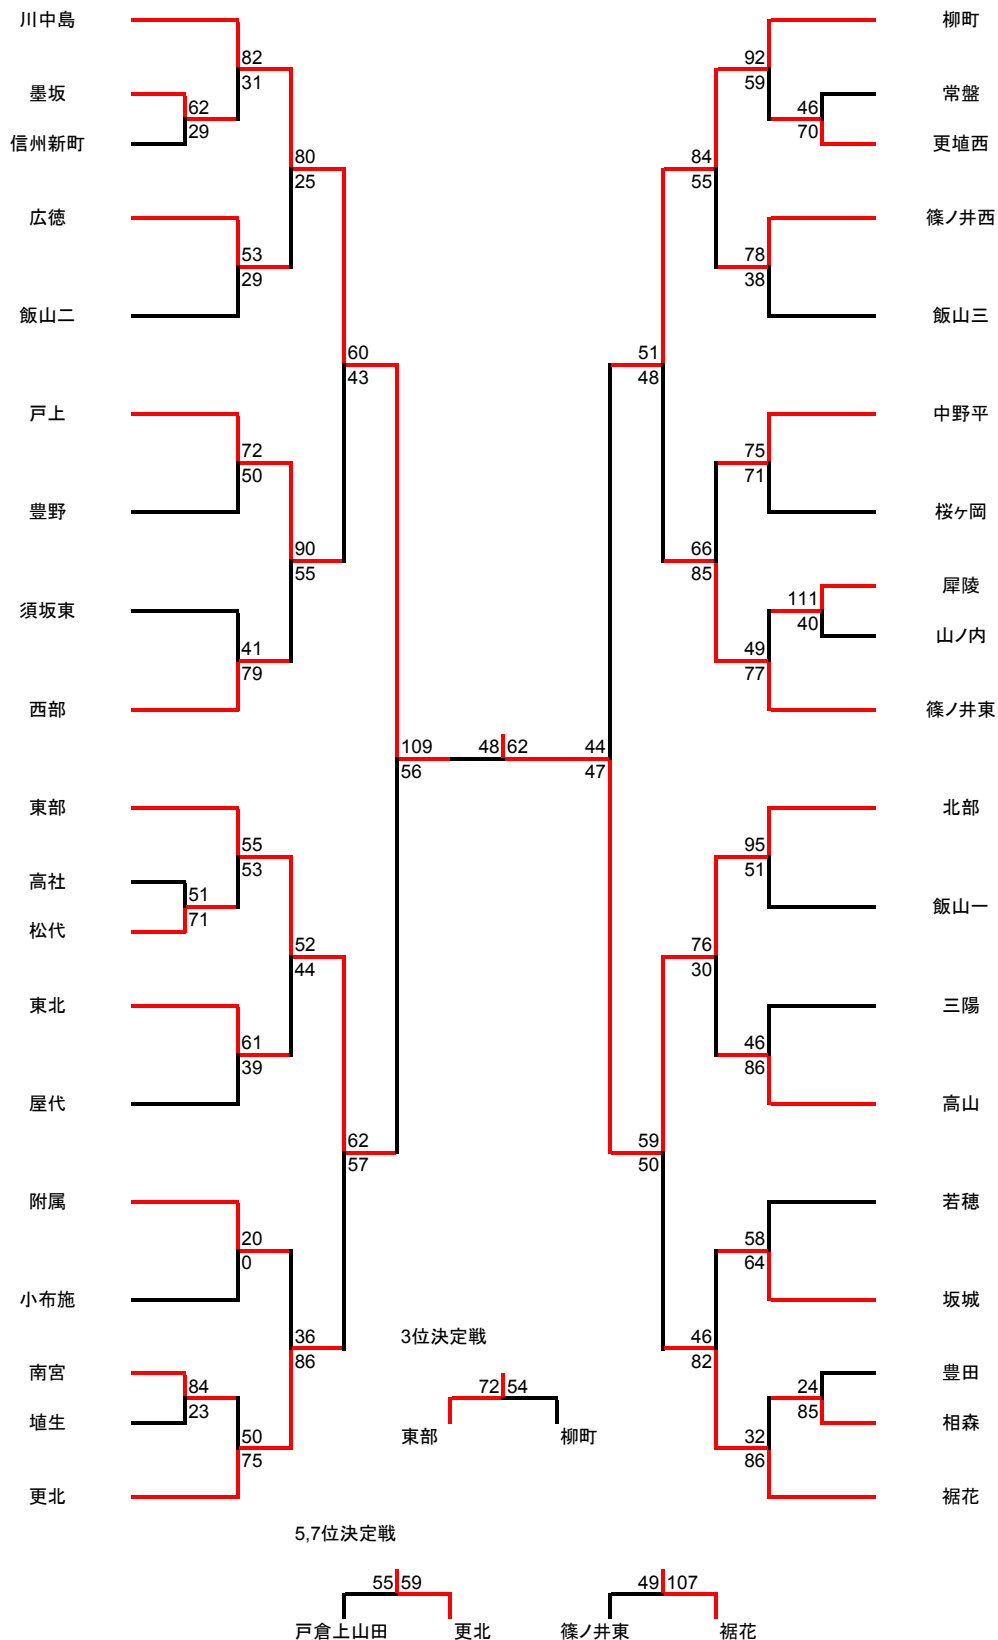 川中島 柳町
82 92
31 59
墨坂 常盤
62 46
29 70
信州新町 更埴西
80 84
25 55
広徳 篠ノ井西
53 78
29 38
飯山二 飯山三
60 51
43 48
戸上 中野平
72 75
50 71
豊野 桜ヶ岡
90 66
55 85
犀陵
須坂東 111
40 山ノ内
41 49
79 77
西部 篠ノ井東
109 48 62 44
56 47
東部 北部
55 95
53 51
高社
51 飯山一
71
松代
52 76
44 30
東北 三陽
61 46
39 86
屋代 高山
62 59
57 50
附属 若穂
20 58
0 64
小布施 坂城
36 3位決定戦 46
86 82
南宮 豊田
84 72 54 24
23 85
埴生 相森
50 東部 柳町 32
75 86
更北 裾花
5,7位決定戦
55 59 49 107
戸倉上山田 更北 篠ノ井東 裾花